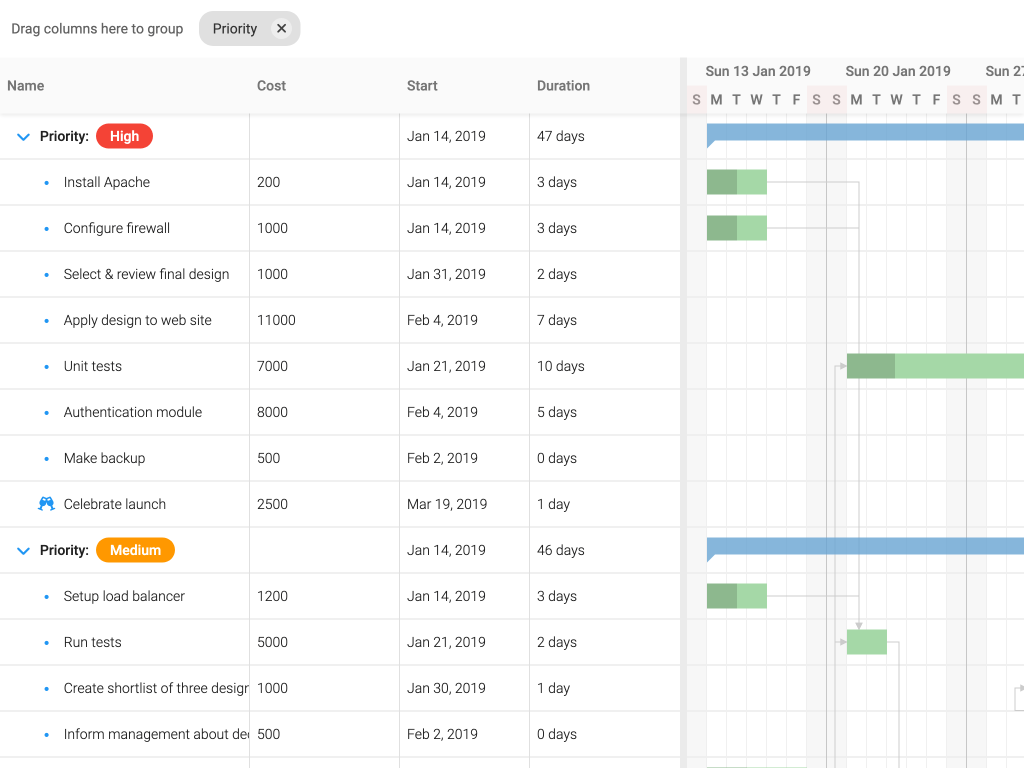 Drag columns here to group Priority
Name Cost Start Duration Sun 13 Jan 2019 Sun 20 Jan 2019 Sun 27
S M T W T F S S M T W T F S S M T
Priority: High Jan 14, 2019 47 days
Install Apache 200 Jan 14, 2019 3 days
Configure firewall 1000 Jan 14, 2019 3 days
Select & review final design 1000 Jan 31, 2019 2 days
Apply design to web site 11000 Feb 4, 2019 7 days
Unit tests 7000 Jan 21, 2019 10 days
Authentication module 8000 Feb 4, 2019 5 days
Make backup 500 Feb 2, 2019 0 days
Celebrate launch 2500 Mar 19, 2019 1 day
Priority: Medium Jan 14, 2019 46 days
Setup load balancer 1200 Jan 14, 2019 3 days
Run tests 5000 Jan 21, 2019 2 days
Create shortlist of three design 1000 Jan 30, 2019 1 day
Inform management about de 500 Feb 2, 2019 0 days